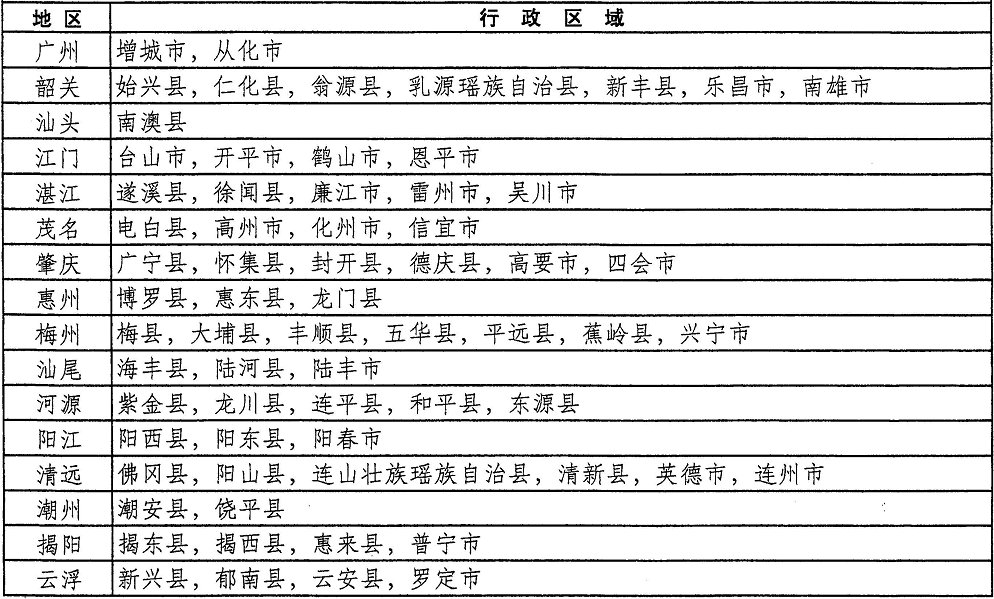 地区 行政区域
广州 增城市，从化市
韶关 始兴县，仁化县，翁源县，乳源瑶族自治县，新丰县，乐昌市，南雄市
汕头 南澳县
江门 台山市，开平市，鹤山市，恩平市
湛江 遂溪县，徐闻县，廉江市，雷州市，吴川市
茂名 电白县，高州市，化州市，信宜市
肇庆 广宁县，怀集县，封开县，德庆县，高要市，四会市
惠州 博罗县，惠东县，龙门县
梅州 梅县，大埔县，丰顺县，五华县，平远县，蕉岭县，兴宁市
汕尾 海丰县，陆河县，陆丰市
河源 紫金县，龙川县，连平县，和平县，东源县
阳江 阳西县，阳东县，阳春市
清远 佛冈县，阳山县，连山壮族瑶族自治县，清新县，英德市，连州市
潮州 潮安县，饶平县
揭阳 揭东县，揭西县，惠来县，普宁市
云浮 新兴县，郁南县，云安县，罗定市